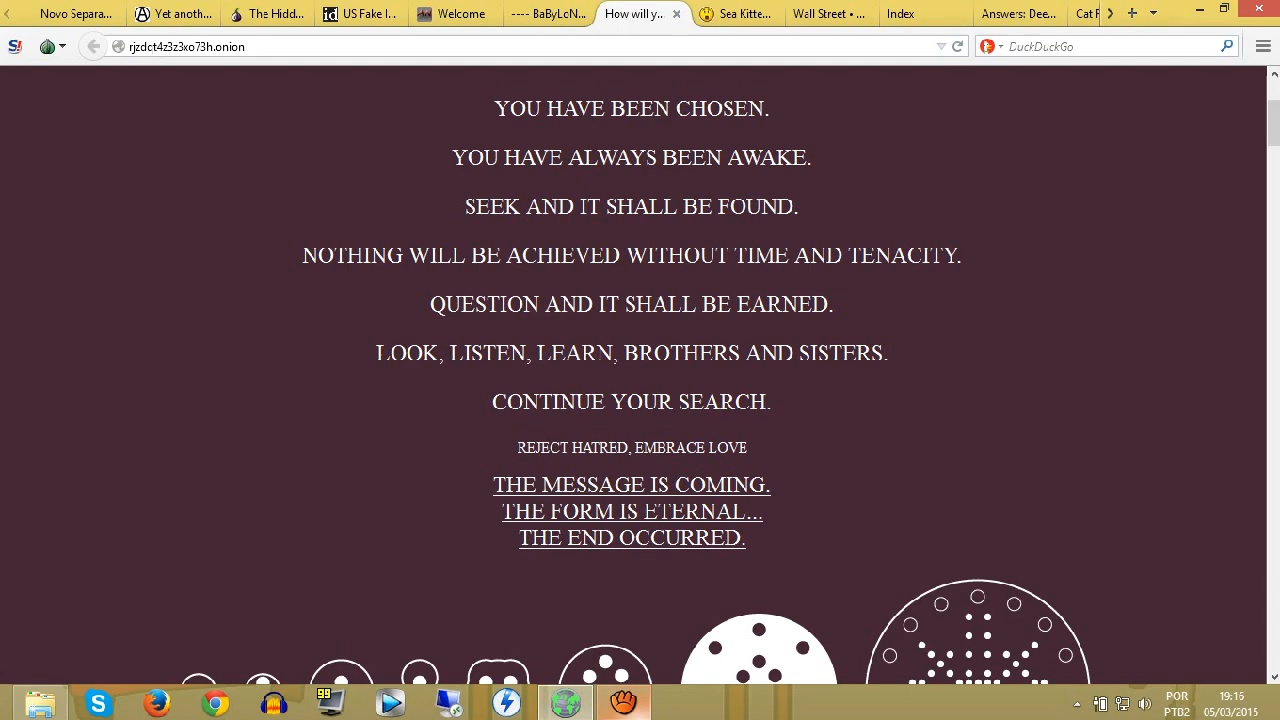 Novo Separa... Yet anoth... The Hidd... US Fake I... Welcome ---- BaByLoN... How will y... Sea Kitte... Wall Street • ... Index Answers: Dee... Cat F
rjzdct4z3z3xo73h.onion DuckDuckGo
YOU HAVE BEEN CHOSEN.
YOU HAVE ALWAYS BEEN AWAKE.
SEEK AND IT SHALL BE FOUND.
NOTHING WILL BE ACHIEVED WITHOUT TIME AND TENACITY.
QUESTION AND IT SHALL BE EARNED.
LOOK, LISTEN, LEARN, BROTHERS AND SISTERS.
CONTINUE YOUR SEARCH.
REJECT HATRED, EMBRACE LOVE
THE MESSAGE IS COMING.
THE FORM IS ETERNAL...
THE END OCCURRED.
99 POR 19:16
PTB2 05/03/2015